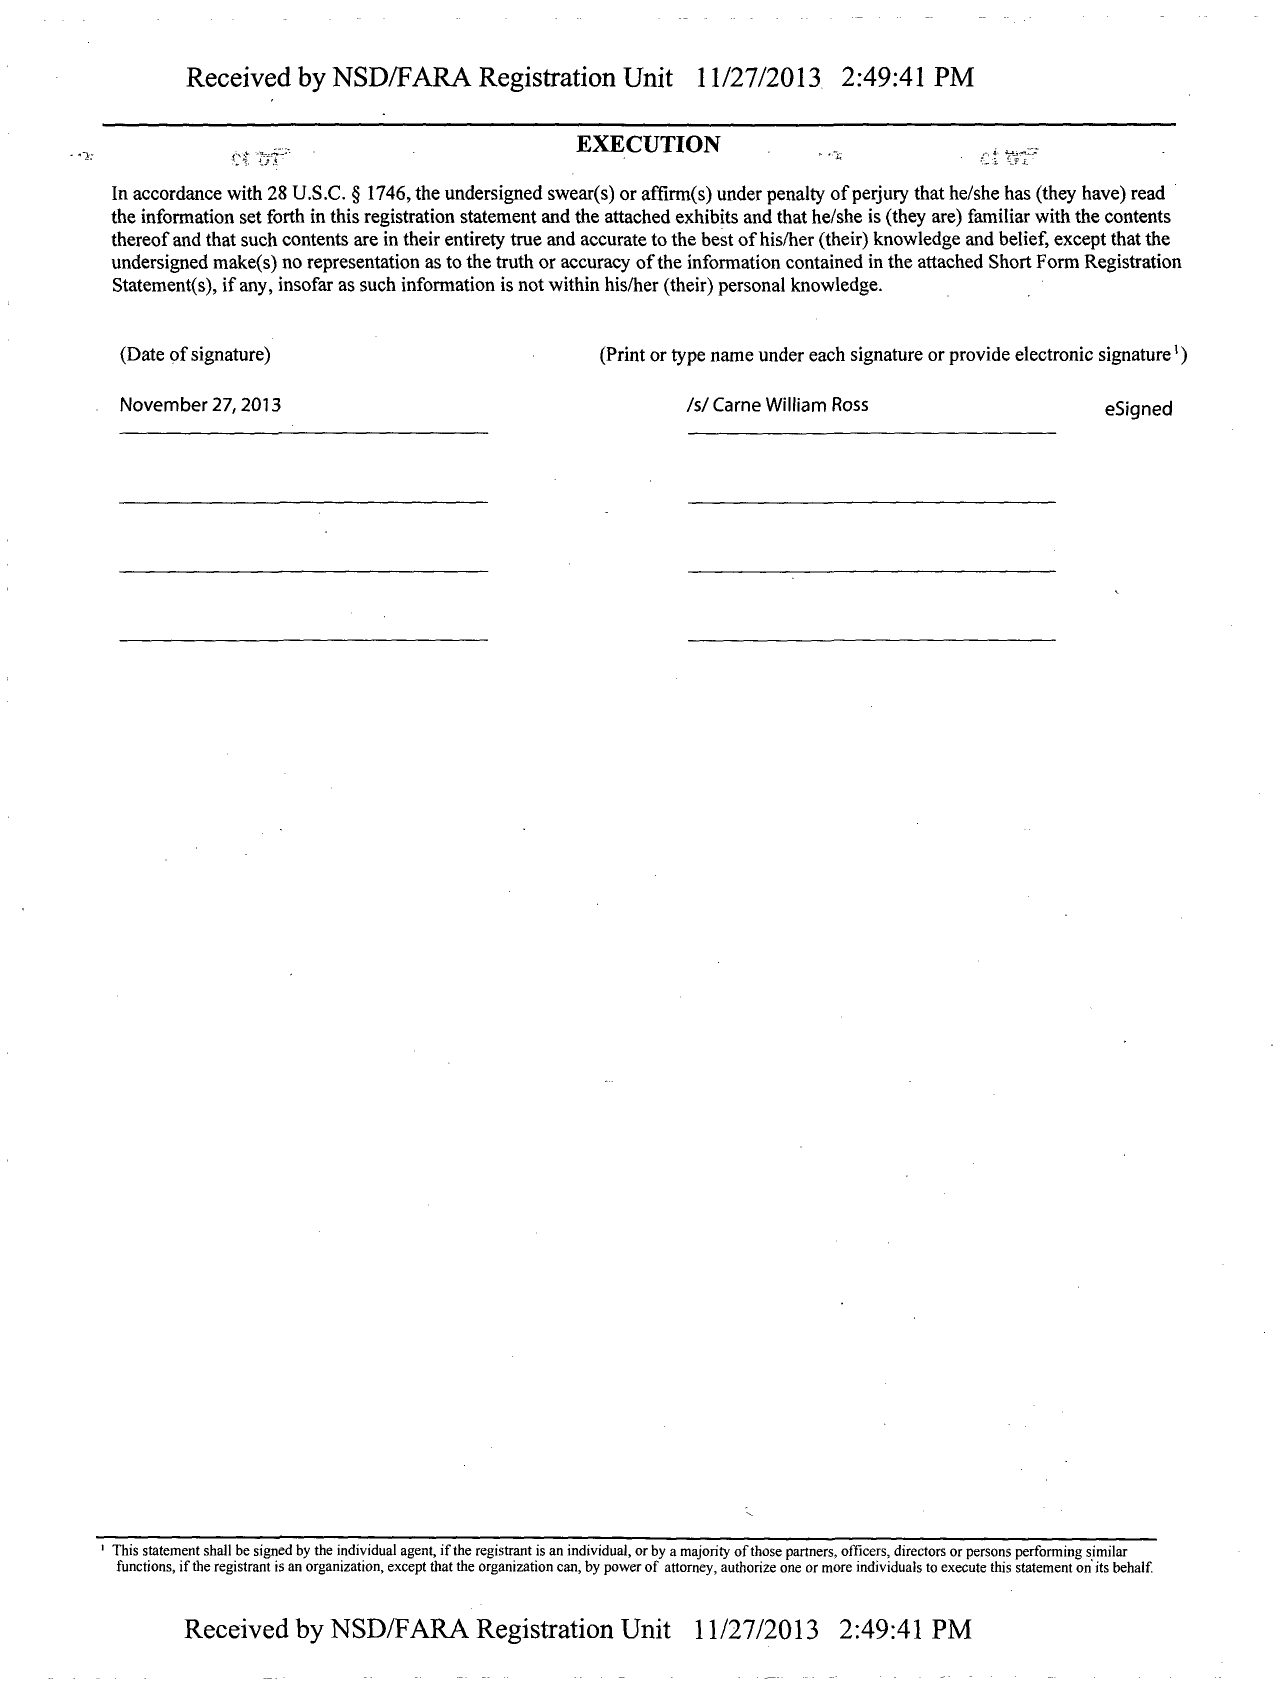 Received by NSD/FARA Registration Unit 11/27/2013 2:49:41 PM
EXECUTION
In accordance with 28 U.S.C. § 1746, the undersigned swear(s) or affirm(s) under penalty of perjury that he/she has (they have) read
the information set forth in this registration statement and the attached exhibits and that he/she is (they are) familiar with the contents
thereof and that such contents are in their entirety true and accurate to the best of his/her (their) knowledge and belief, except that the
undersigned make(s) no representation as to the truth or accuracy of the information contained in the attached Short Form Registration
Statement(s), if any, insofar as such information is not within his/her (their) personal knowledge.
(Date of signature) (Print or type name under each signature or provide electronic signature¹)
November 27, 2013 /s/ Carne William Ross eSigned
¹ This statement shall be signed by the individual agent, if the registrant is an individual, or by a majority of those partners, officers, directors or persons performing similar
functions, if the registrant is an organization, except that the organization can, by power of attorney, authorize one or more individuals to execute this statement on its behalf.
Received by NSD/FARA Registration Unit 11/27/2013 2:49:41 PM